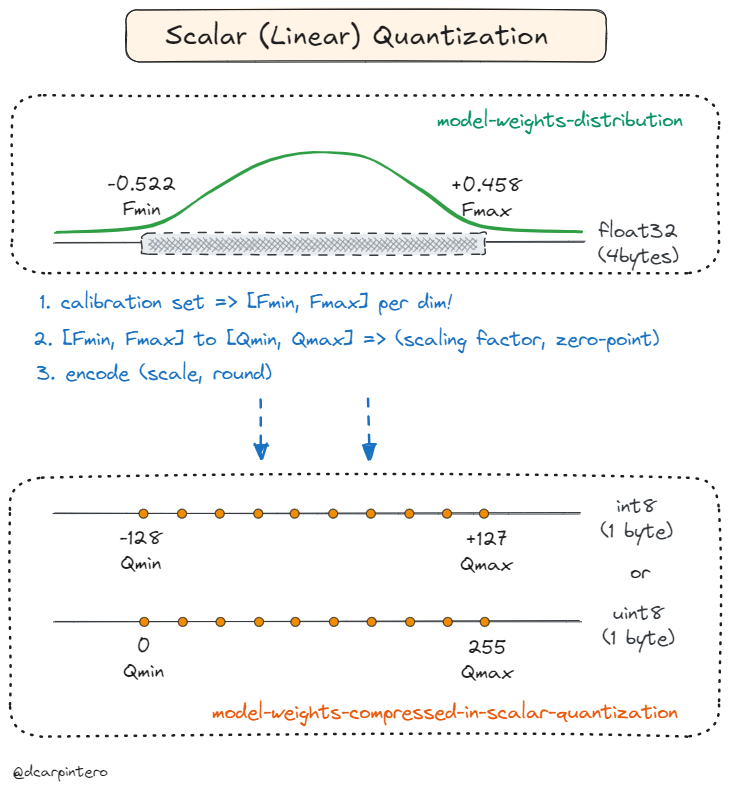 Scalar (Linear) Quantization
model-weights-distribution
-0.522
Fmin
+0.458
Fmax
float32
(4bytes)
1. calibration set => [Fmin, Fmax] per dim!
2. [Fmin, Fmax] to [Qmin, Qmax] => (scaling factor, zero-point)
3. encode (scale, round)
-128
Qmin
+127
Qmax
int8
(1 byte)
or
0
Qmin
255
Qmax
uint8
(1 byte)
model-weights-compressed-in-scalar-quantization
@dcarpintero